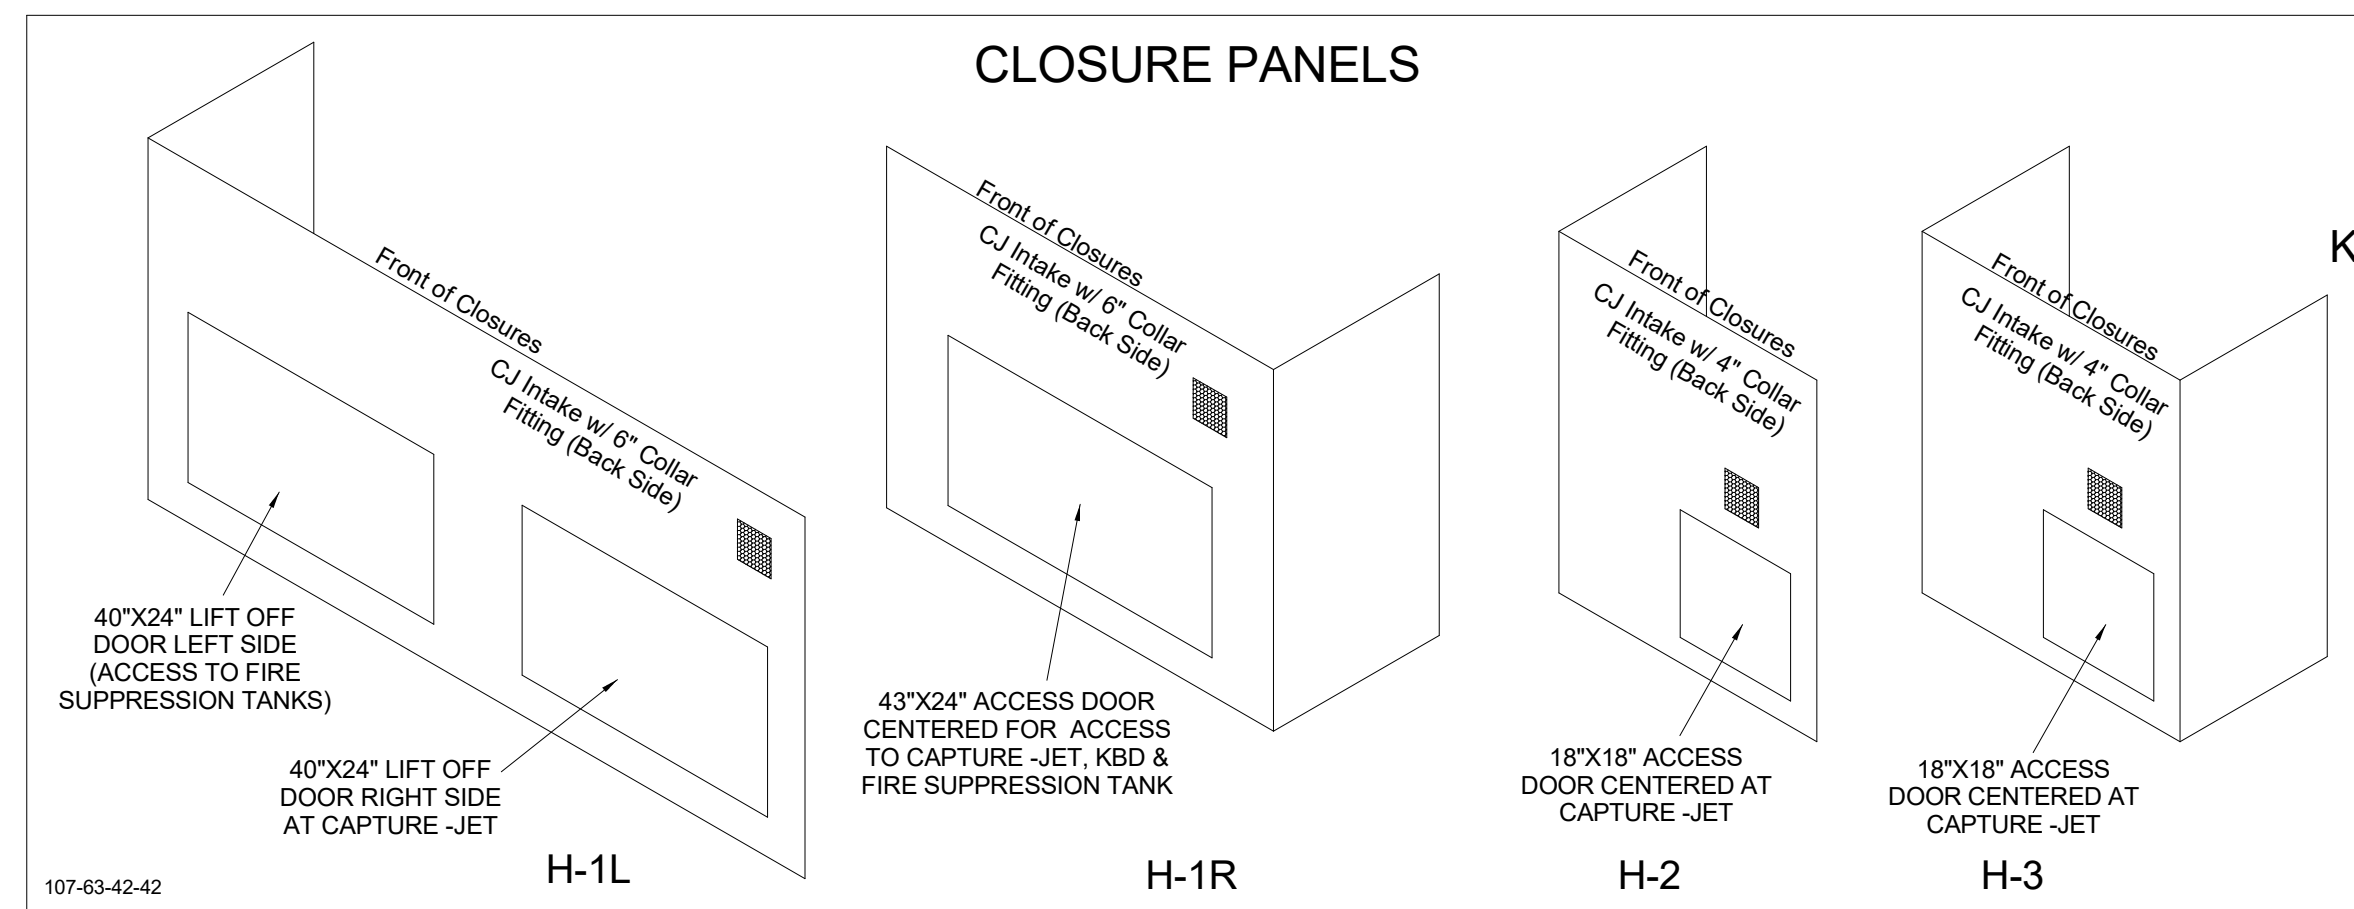 CLOSURE PANELS
Front of Closures
CJ Intake w/ 6" Collar
Fitting (Back Side)
40"X24" LIFT OFF
DOOR LEFT SIDE
(ACCESS TO FIRE
SUPPRESSION TANKS)
40"X24" LIFT OFF
DOOR RIGHT SIDE
AT CAPTURE -JET
H-1L
107-63-42-42
Front of Closures
CJ Intake w/ 6" Collar
Fitting (Back Side)
43"X24" ACCESS DOOR
CENTERED FOR  ACCESS
TO CAPTURE -JET, KBD &
FIRE SUPPRESSION TANK
H-1R
Front of Closures
CJ Intake w/ 4" Collar
Fitting (Back Side)
18"X18" ACCESS
DOOR CENTERED AT
CAPTURE -JET
H-2
Front of Closures
CJ Intake w/ 4" Collar
Fitting (Back Side)
18"X18" ACCESS
DOOR CENTERED AT
CAPTURE -JET
H-3
K